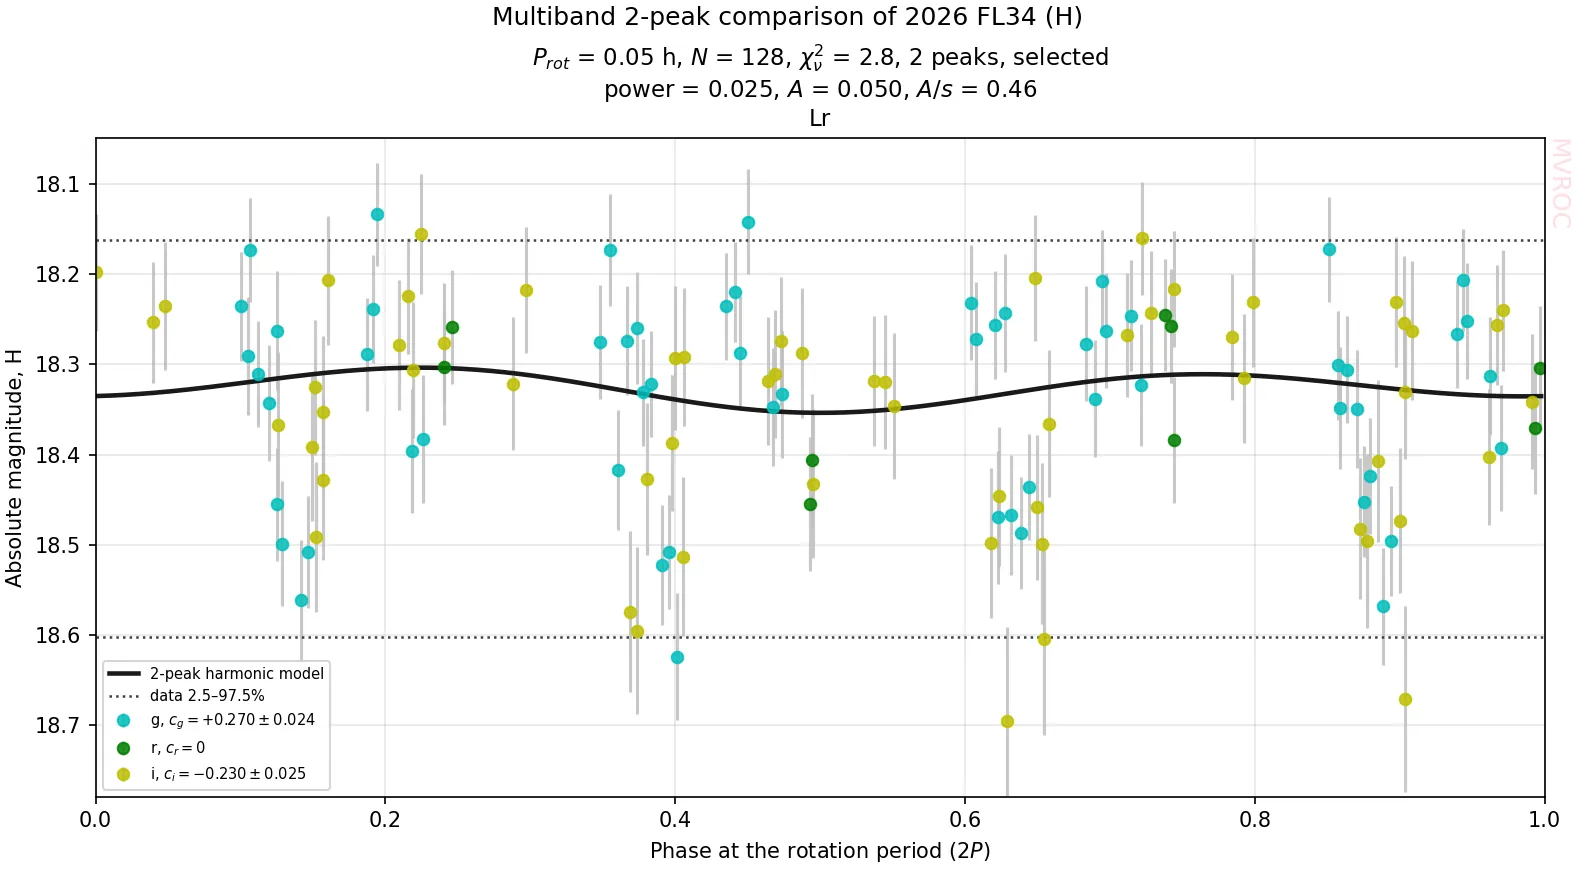 Multiband 2-peak comparison of 2026 FL34 (H)
P_rot = 0.05 h, N = 128, χ²_ν = 2.8, 2 peaks, selected
power = 0.025, A = 0.050, A/s = 0.46
Lr
MVROC
Absolute magnitude, H
18.1
18.2
18.3
18.4
18.5
18.6
18.7
2-peak harmonic model
data 2.5–97.5%
g, c_g = +0.270 ± 0.024
r, c_r = 0
i, c_i = −0.230 ± 0.025
0.0 0.2 0.4 0.6 0.8 1.0
Phase at the rotation period (2P)